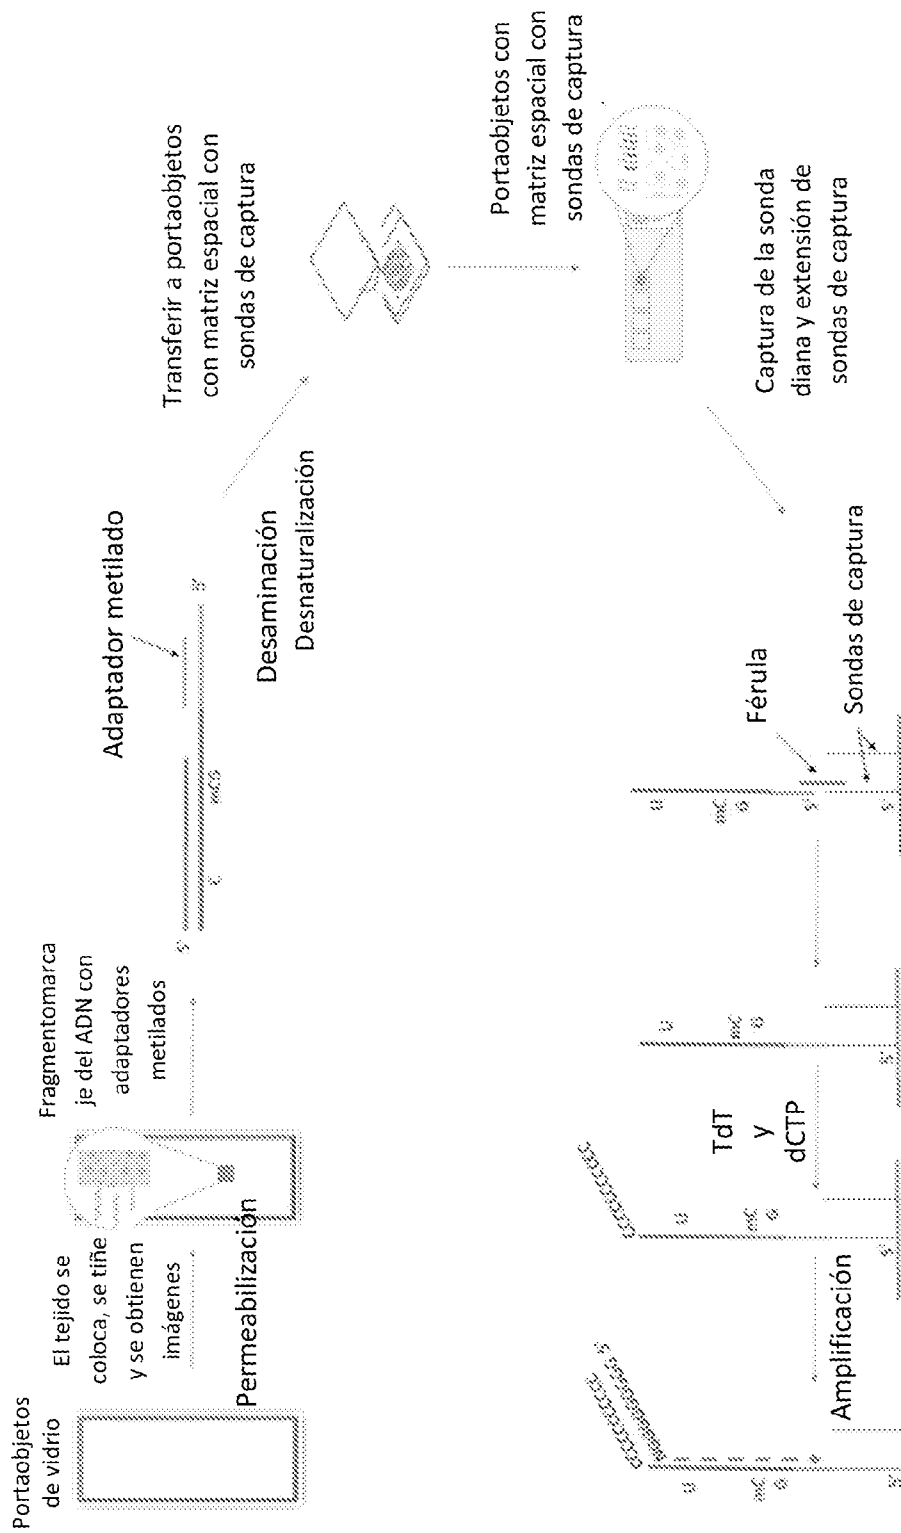 Portaobjetos
de vidrio
El tejido se
coloca, se tiñe
y se obtienen
imágenes
Permeabilización
Fragmentomarca
je del ADN con
adaptadores
metilados
Adaptador metilado
Desaminación
Desnaturalización
Transferir a portaobjetos
con matriz espacial con
sondas de captura
Portaobjetos con
matriz espacial con
sondas de captura
Captura de la sonda
diana y extensión de
sondas de captura
Férula
Sondas de captura
TdT
y
dCTP
Amplificación